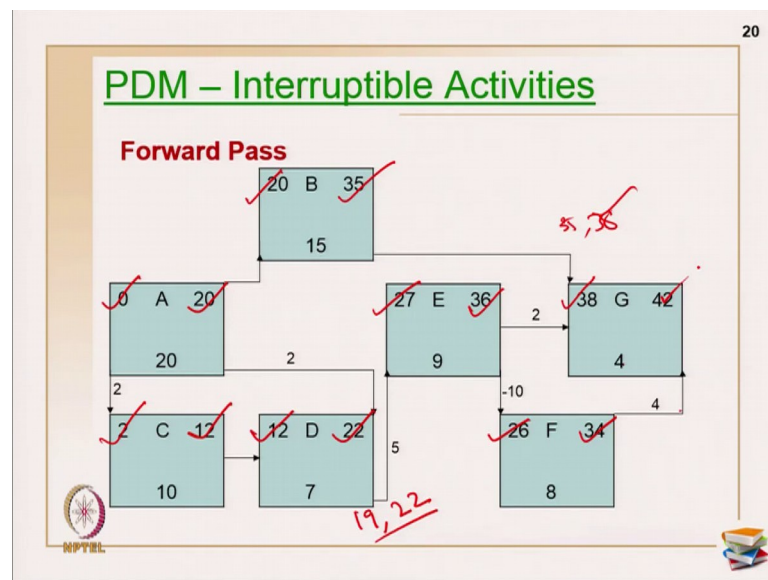 20
PDM – Interruptible Activities
Forward Pass
20 B 35
15
35, 38
0 A 20
20
27 E 36
9
2
38 G 42
4
2
2
-10
4
2 C 12
10
12 D 22
7
5
26 F 34
8
19, 22
NPTEL